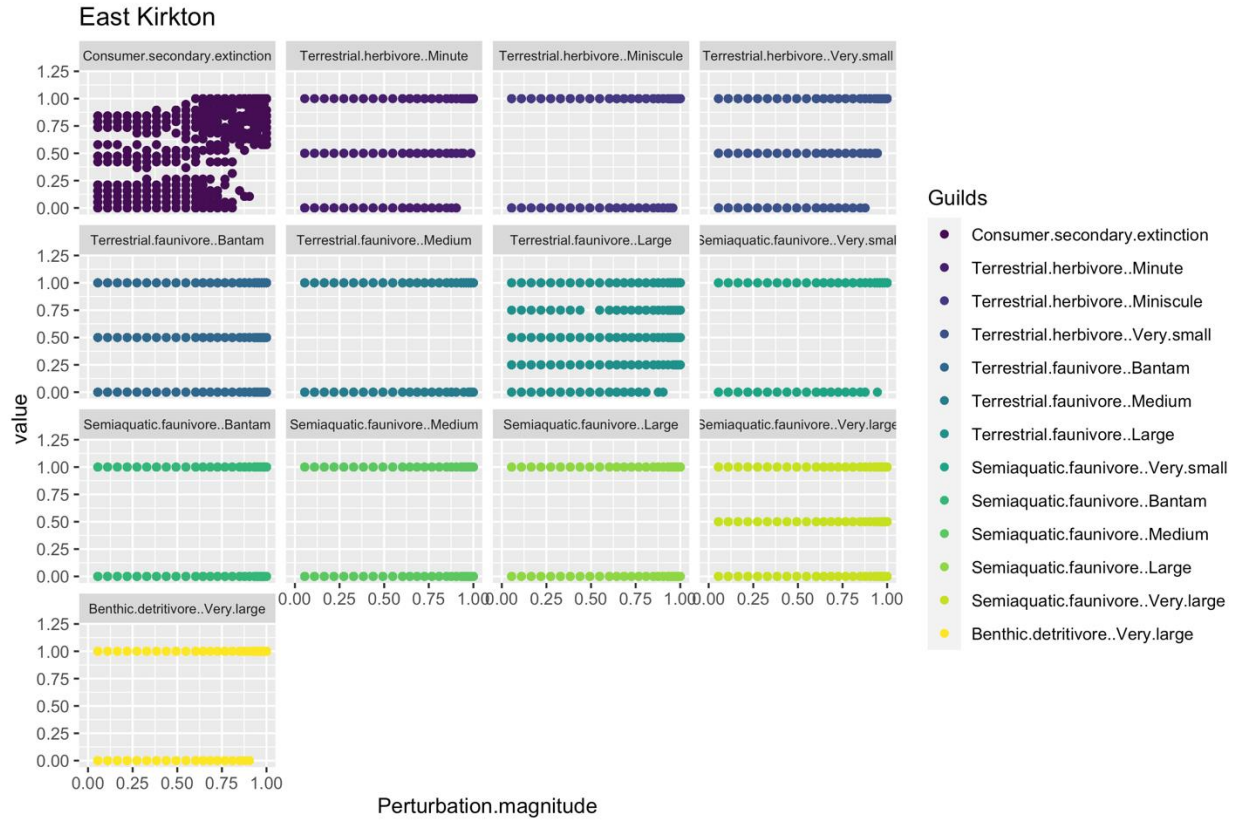 East Kirkton
Consumer.secondary.extinction Terrestrial.herbivore..Minute Terrestrial.herbivore..Miniscule Terrestrial.herbivore..Very.small
1.25
1.00
0.75
0.50
0.25
0.00
Terrestrial.faunivore..Bantam Terrestrial.faunivore..Medium Terrestrial.faunivore..Large Semiaquatic.faunivore..Very.small
1.25
1.00
0.75
0.50
0.25
0.00
value
Semiaquatic.faunivore..Bantam Semiaquatic.faunivore..Medium Semiaquatic.faunivore..Large Semiaquatic.faunivore..Very.large
1.25
1.00
0.75
0.50
0.25
0.00
Benthic.detritivore..Very.large
0.00 0.25 0.50 0.75 1.00 0.00 0.25 0.50 0.75 1.00 0.00 0.25 0.50 0.75 1.00
1.25
1.00
0.75
0.50
0.25
0.00
0.00 0.25 0.50 0.75 1.00
Perturbation.magnitude
Guilds
Consumer.secondary.extinction
Terrestrial.herbivore..Minute
Terrestrial.herbivore..Miniscule
Terrestrial.herbivore..Very.small
Terrestrial.faunivore..Bantam
Terrestrial.faunivore..Medium
Terrestrial.faunivore..Large
Semiaquatic.faunivore..Very.small
Semiaquatic.faunivore..Bantam
Semiaquatic.faunivore..Medium
Semiaquatic.faunivore..Large
Semiaquatic.faunivore..Very.large
Benthic.detritivore..Very.large